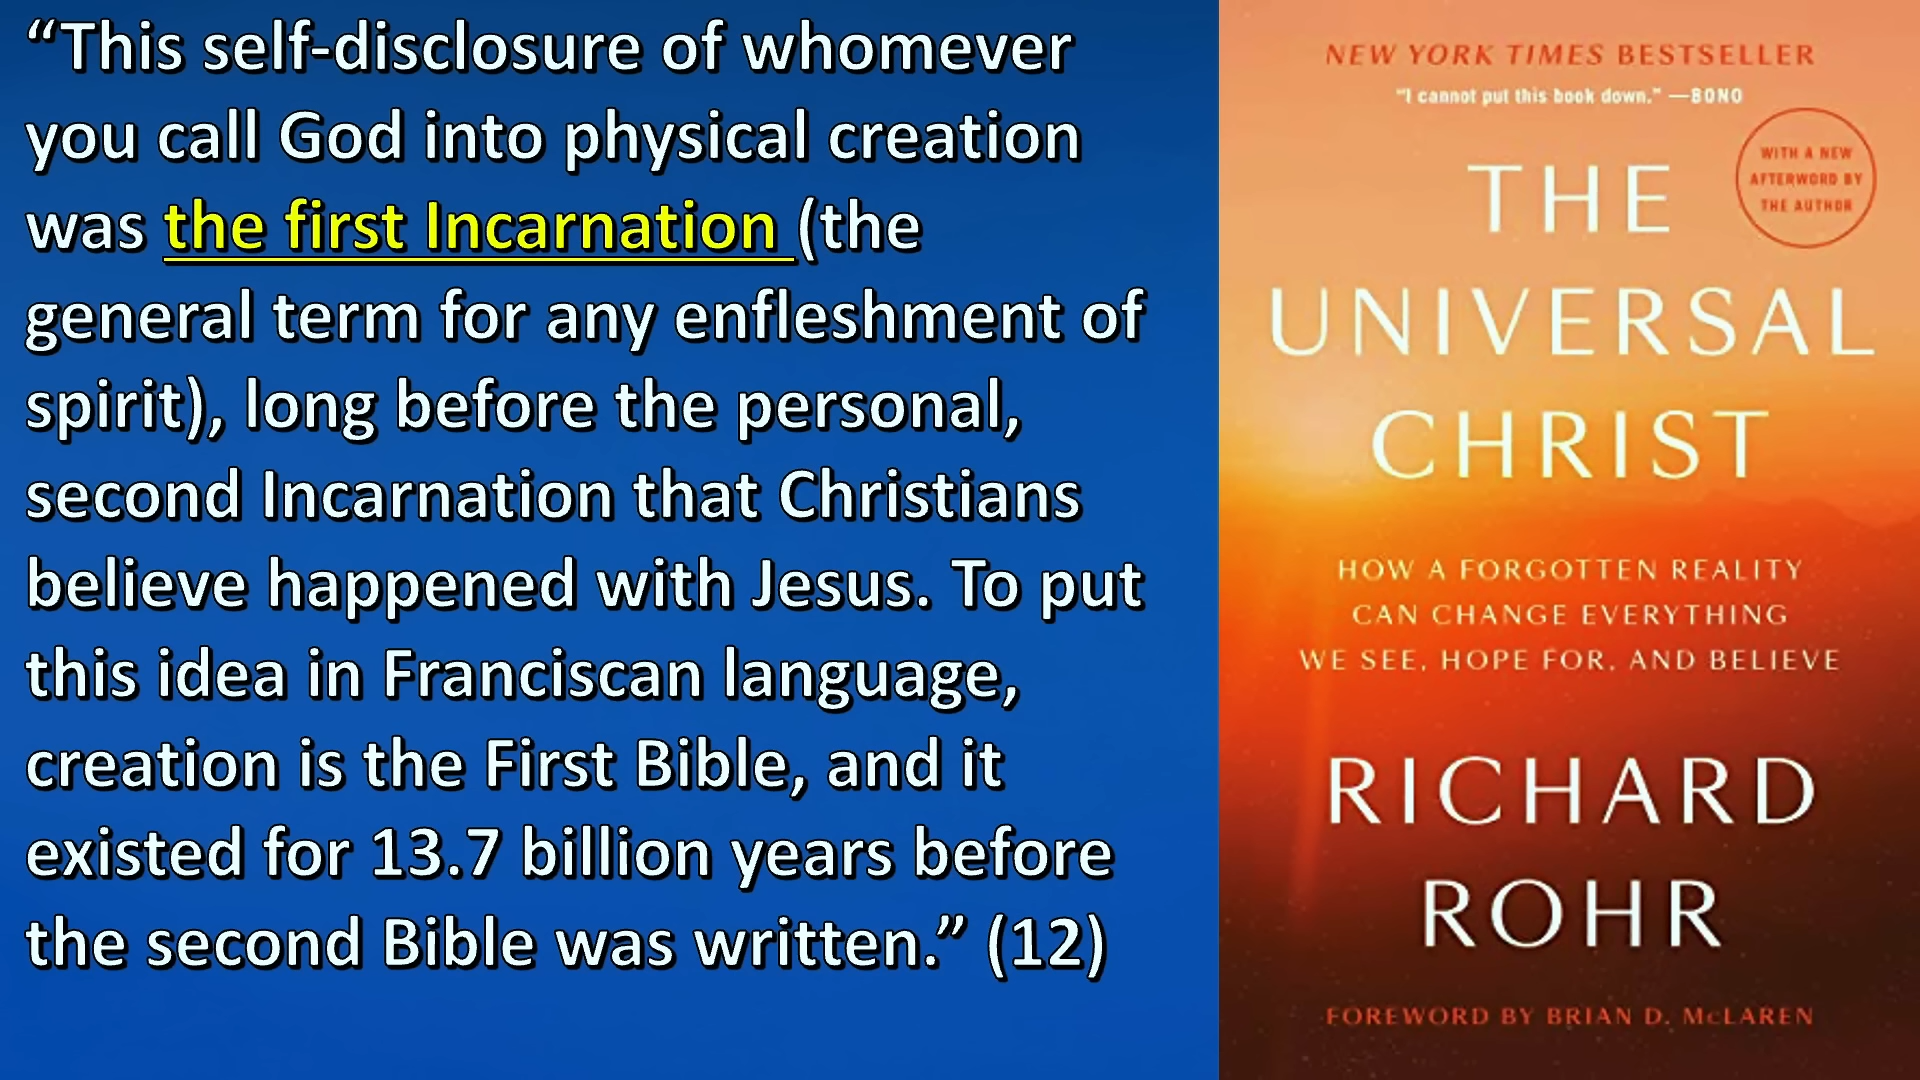 “This self-disclosure of whomever
you call God into physical creation
was the first Incarnation (the
general term for any enfleshment of
spirit), long before the personal,
second Incarnation that Christians
believe happened with Jesus. To put
this idea in Franciscan language,
creation is the First Bible, and it
existed for 13.7 billion years before
the second Bible was written.” (12)
NEW YORK TIMES BESTSELLER
"I cannot put this book down." —BONO
WITH A NEW
AFTERWORD BY
THE AUTHOR
THE
UNIVERSAL
CHRIST
HOW A FORGOTTEN REALITY
CAN CHANGE EVERYTHING
WE SEE, HOPE FOR, AND BELIEVE
RICHARD
ROHR
FOREWORD BY BRIAN D. McLAREN